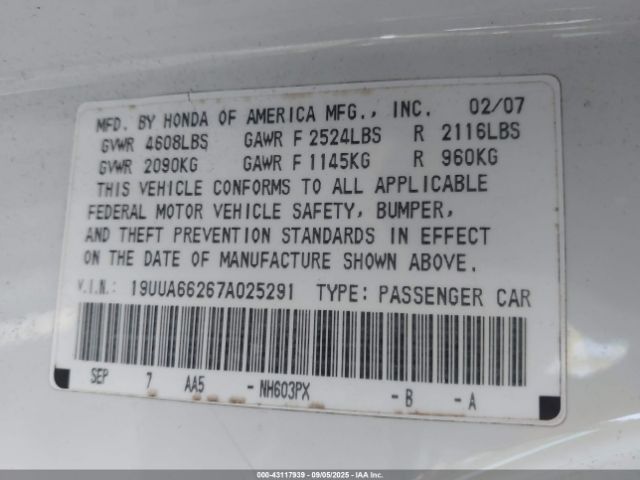 MFD. BY HONDA OF AMERICA MFG., INC. 02/07
GVWR 4608LBS GAWR F 2524LBS R 2116LBS
GVWR 2090KG GAWR F 1145KG R 960KG
THIS VEHICLE CONFORMS TO ALL APPLICABLE
FEDERAL MOTOR VEHICLE SAFETY, BUMPER,
AND THEFT PREVENTION STANDARDS IN EFFECT
ON THE DATE OF MANUFACTURE SHOWN ABOVE.
V.I.N.: 19UUA66267A025291 TYPE: PASSENGER CAR
SEP 7 AA5 - NH603PX - B - A
000-43117939 - 09/05/2025 - IAAI.COM